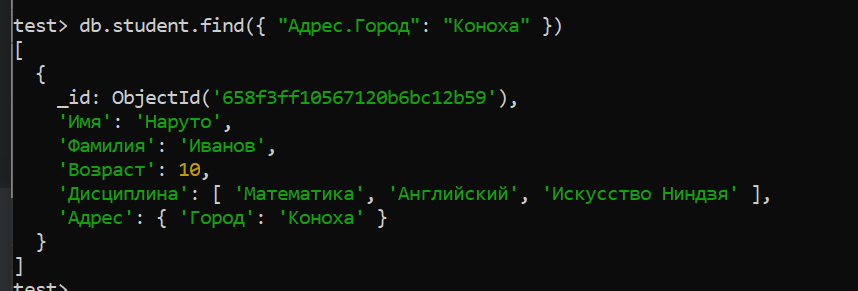 test> db.student.find({ "Адрес.Город": "Коноха" })
[
  {
    _id: ObjectId('658f3ff10567120b6bc12b59'),
    'Имя': 'Наруто',
    'Фамилия': 'Иванов',
    'Возраст': 10,
    'Дисциплина': [ 'Математика', 'Английский', 'Искусство Ниндзя' ],
    'Адрес': { 'Город': 'Коноха' }
  }
]
test>